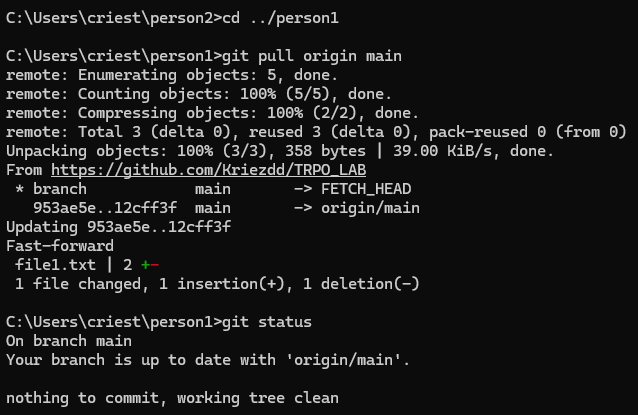 C:\Users\criest\person2>cd ../person1
C:\Users\criest\person1>git pull origin main
remote: Enumerating objects: 5, done.
remote: Counting objects: 100% (5/5), done.
remote: Compressing objects: 100% (2/2), done.
remote: Total 3 (delta 0), reused 3 (delta 0), pack-reused 0 (from 0)
Unpacking objects: 100% (3/3), 358 bytes | 39.00 KiB/s, done.
From https://github.com/Kriezdd/TRPO_LAB
 * branch            main       -> FETCH_HEAD
   953ae5e..12cff3f  main       -> origin/main
Updating 953ae5e..12cff3f
Fast-forward
 file1.txt | 2 +-
 1 file changed, 1 insertion(+), 1 deletion(-)
C:\Users\criest\person1>git status
On branch main
Your branch is up to date with 'origin/main'.
nothing to commit, working tree clean